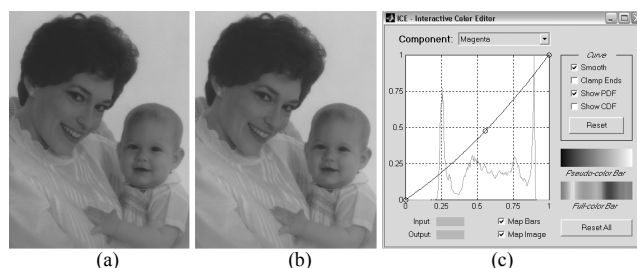 ICE - Interactive Color Editor
Component: Magenta
1
0.75
0.5
0.25
0
0 0.25 0.5 0.75 1
Input:
Output:
Map Bars
Map Image
Curve
Smooth
Clamp Ends
Show PDF
Show CDF
Reset
Pseudo-color Bar
Full-color Bar
Reset All
(a) (b) (c)